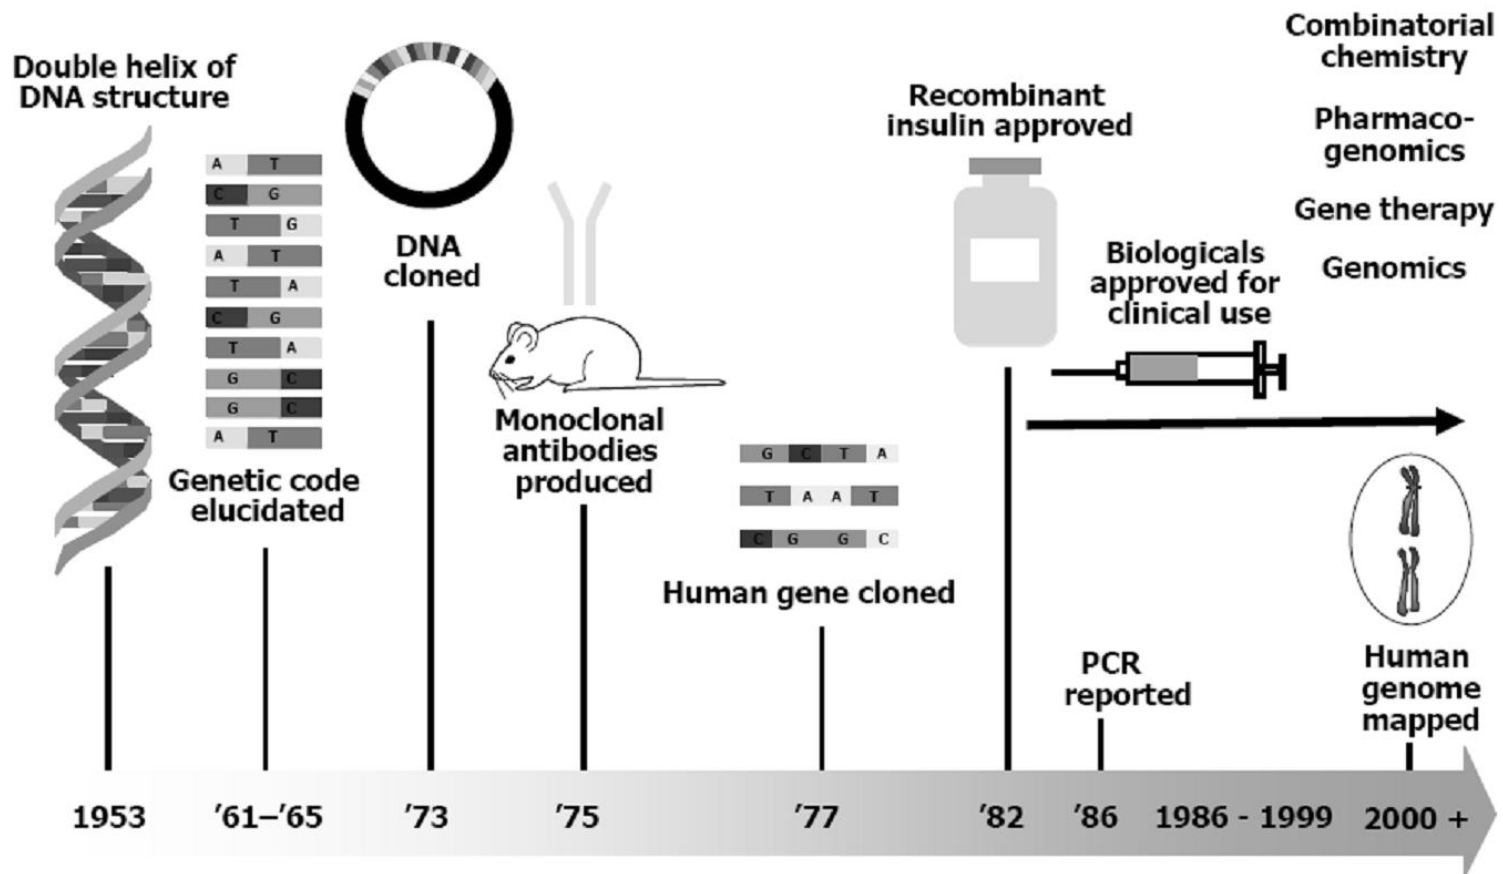 Double helix of
DNA structure
A T
C G
T G
A T
T A
C G
T A
G C
G C
A T
Genetic code
elucidated
DNA
cloned
Monoclonal
antibodies
produced
G C T A
T A A T
C G G C
Human gene cloned
Recombinant
insulin approved
Biologicals
approved for
clinical use
Combinatorial
chemistry
Pharmaco-
genomics
Gene therapy
Genomics
PCR
reported
Human
genome
mapped
1953 ’61–’65 ’73 ’75 ’77 ’82 ’86 1986 - 1999 2000 +